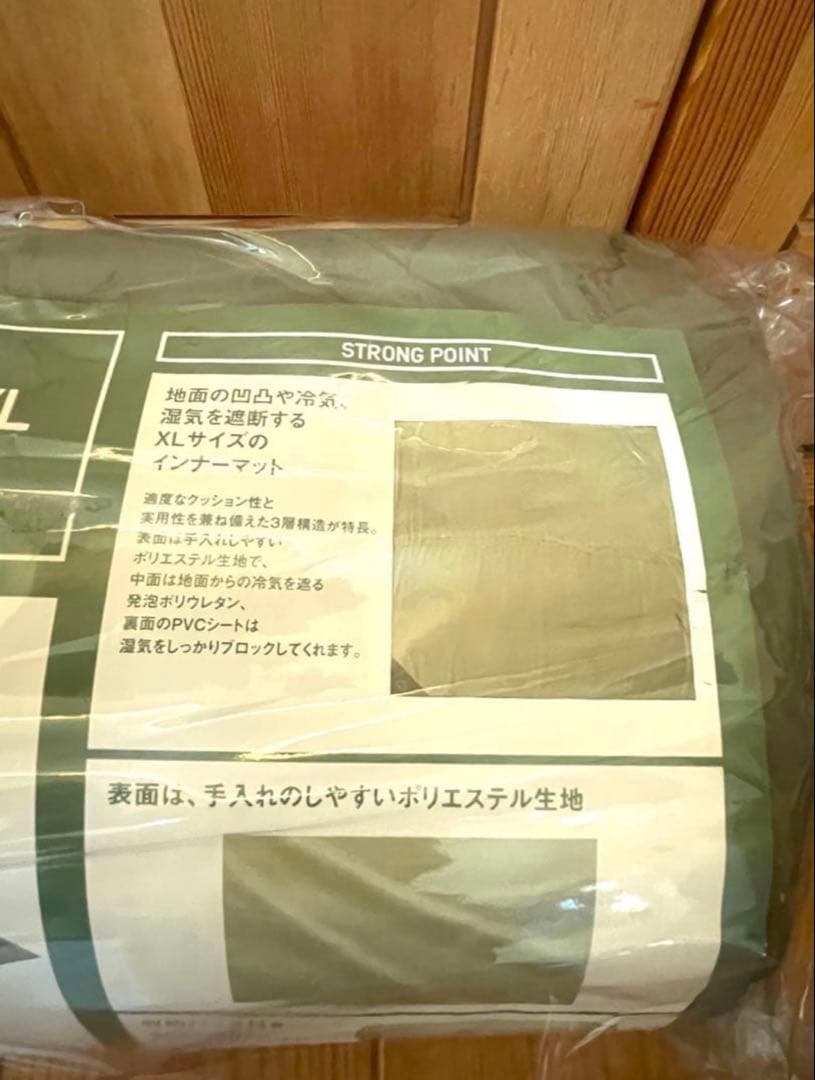 STRONG POINT
地面の凹凸や冷気、
湿気を遮断する
XLサイズの
インナーマット
適度なクッション性と
実用性を兼ね備えた3層構造が特長。
表面は手入れしやすい
ポリエステル生地で、
中面は地面からの冷気を遮る
発泡ポリウレタン、
裏面のPVCシートは
湿気をしっかりブロックしてくれます。
表面は、手入れのしやすいポリエステル生地